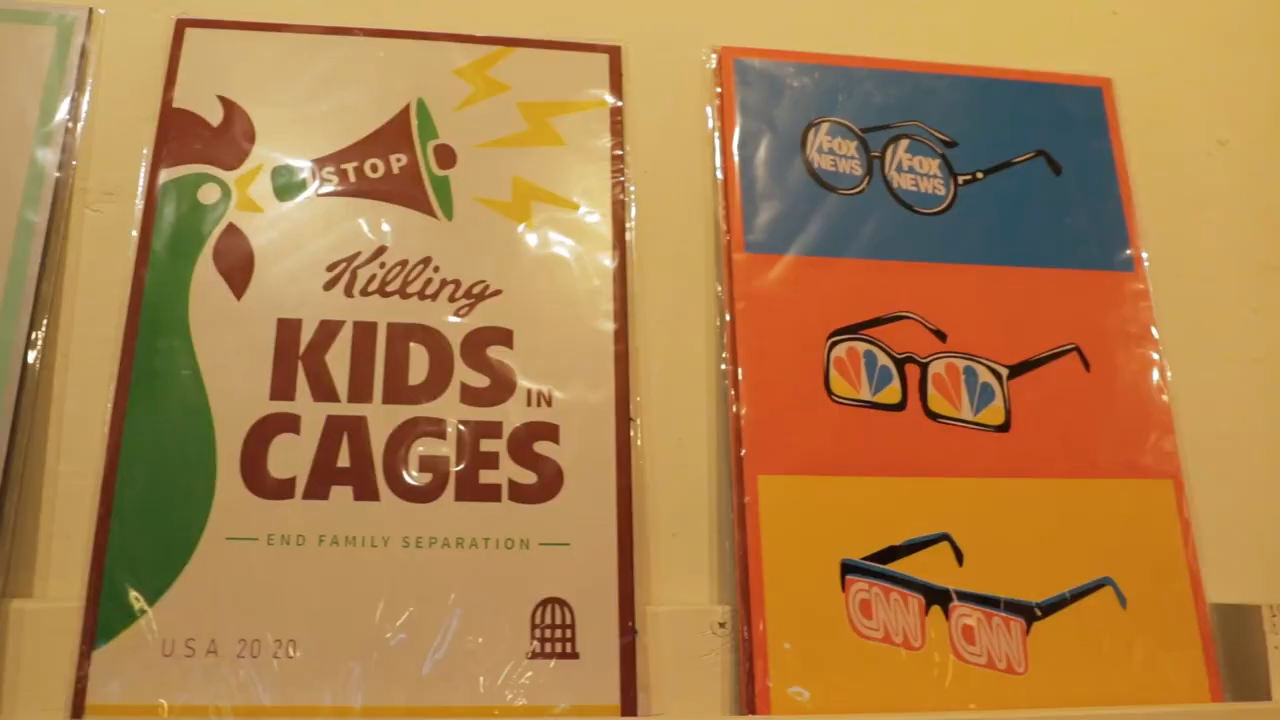 STOP
Killing
KIDS IN
CAGES
END FAMILY SEPARATION
USA 2020
FOX
NEWS
FOX
NEWS
CNN
CNN